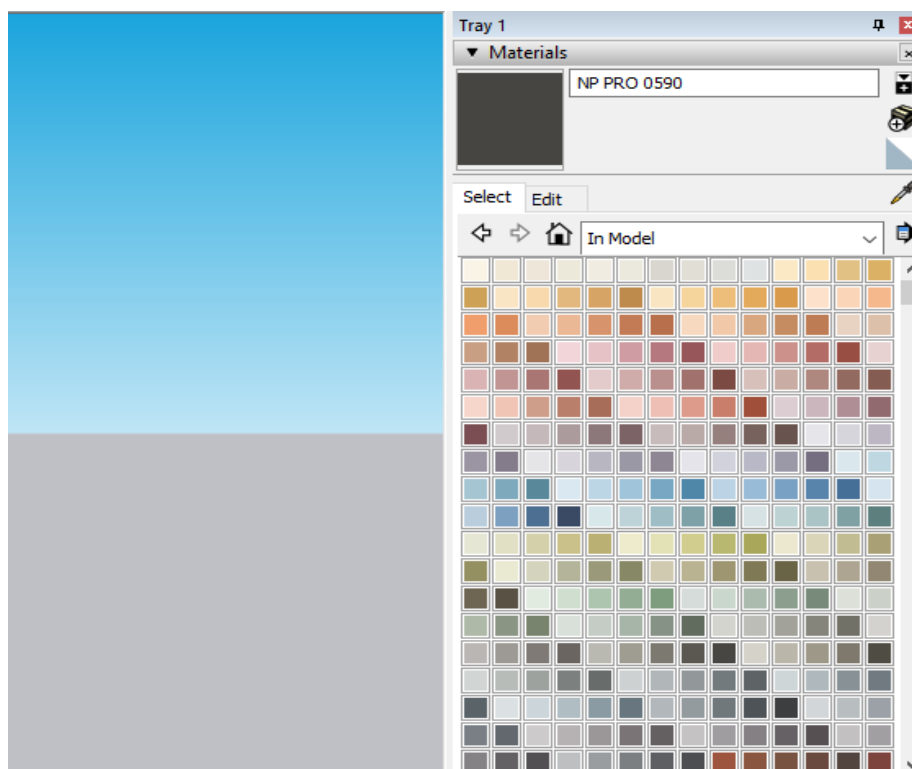 Tray 1
Materials
NP PRO 0590
Select
Edit
In Model